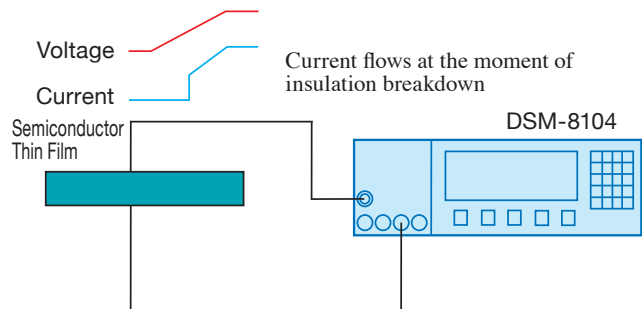 Voltage
Current
Current flows at the moment of
insulation breakdown
Semiconductor
Thin Film
DSM-8104